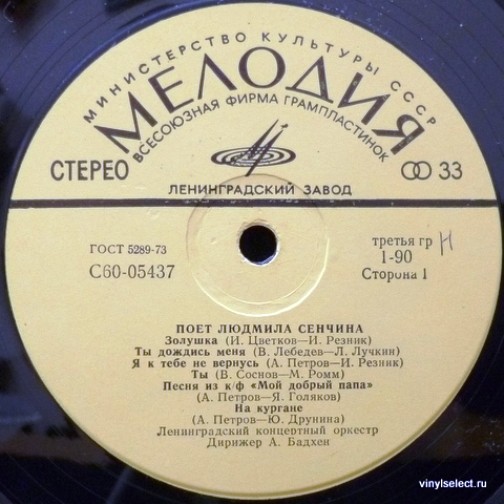 МИНИСТЕРСТВО КУЛЬТУРЫ СССР
МЕЛОДИЯ
ВСЕСОЮЗНАЯ ФИРМА ГРАМПЛАСТИНОК
СТЕРЕО
33
ЛЕНИНГРАДСКИЙ ЗАВОД
ГОСТ 5289-73
С60-05437
третья гр Н
1-90
Сторона 1
ПОЕТ ЛЮДМИЛА СЕНЧИНА
Золушка (И. Цветков—И. Резник)
Ты дождись меня (В. Лебедев—Л. Лучкин)
Я к тебе не вернусь (А. Петров—И. Резник)
Ты (В. Соснов—М. Ромм)
Песня из к/ф «Мой добрый папа»
(А. Петров—Я. Голяков)
На кургане
(А. Петров—Ю. Друнина)
Ленинградский концертный оркестр
Дирижер А. Бадхен
vinylselect.ru